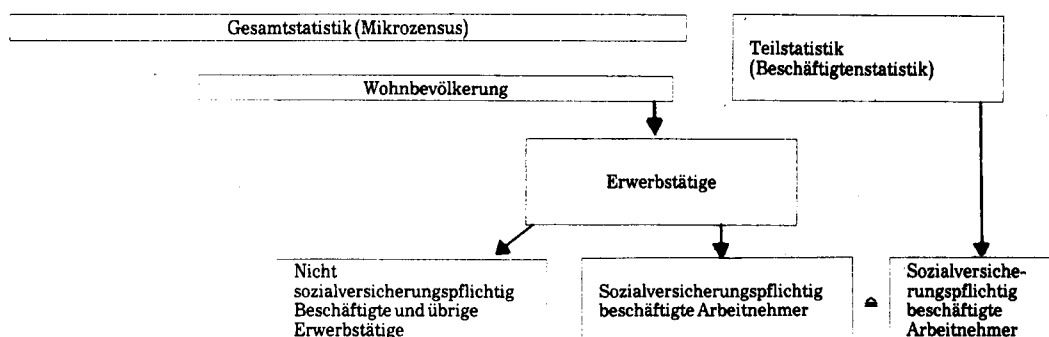 Gesamtstatistik (Mikrozensus)
Teilstatistik
(Beschäftigtenstatistik)
Wohnbevölkerung
Erwerbstätige
Nicht
sozialversicherungspflichtig
Beschäftigte und übrige
Erwerbstätige
Sozialversicherungspflichtig
beschäftigte Arbeitnehmer
≙
Sozialversiche-
rungspflichtig
beschäftigte
Arbeitnehmer